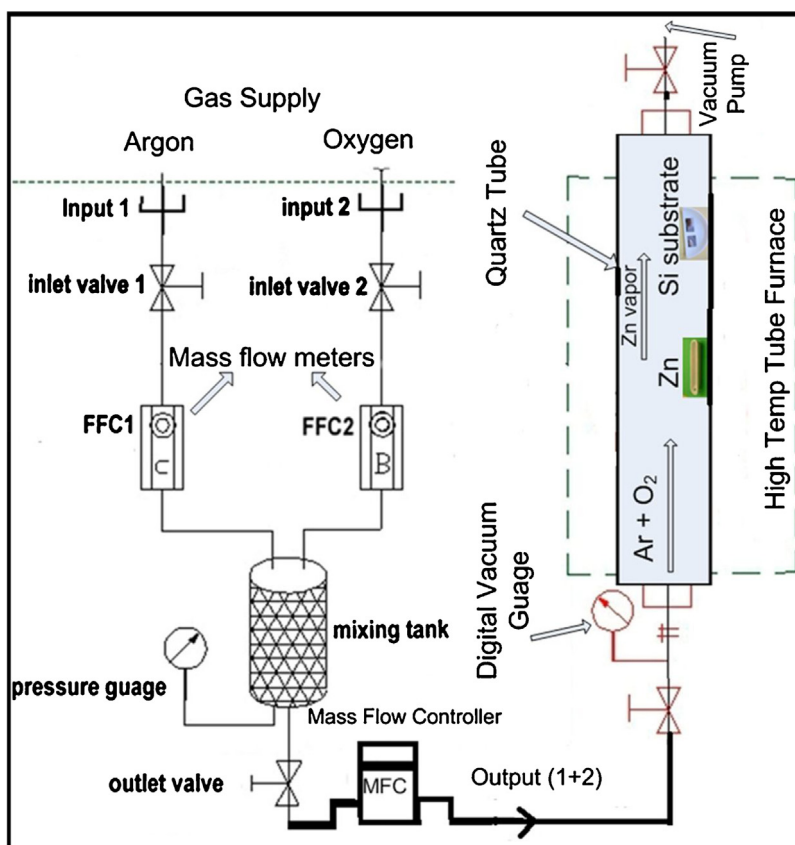 Gas Supply
Argon
Oxygen
Input 1
input 2
inlet valve 1
inlet valve 2
Mass flow meters
FFC1
C
FFC2
B
mixing tank
pressure guage
Mass Flow Controller
outlet valve
MFC
Output (1+2)
Vacuum
Pump
Quartz Tube
Si substrate
Zn vapor
Zn
Ar + O₂
High Temp Tube Furnace
Digital Vacuum
Guage